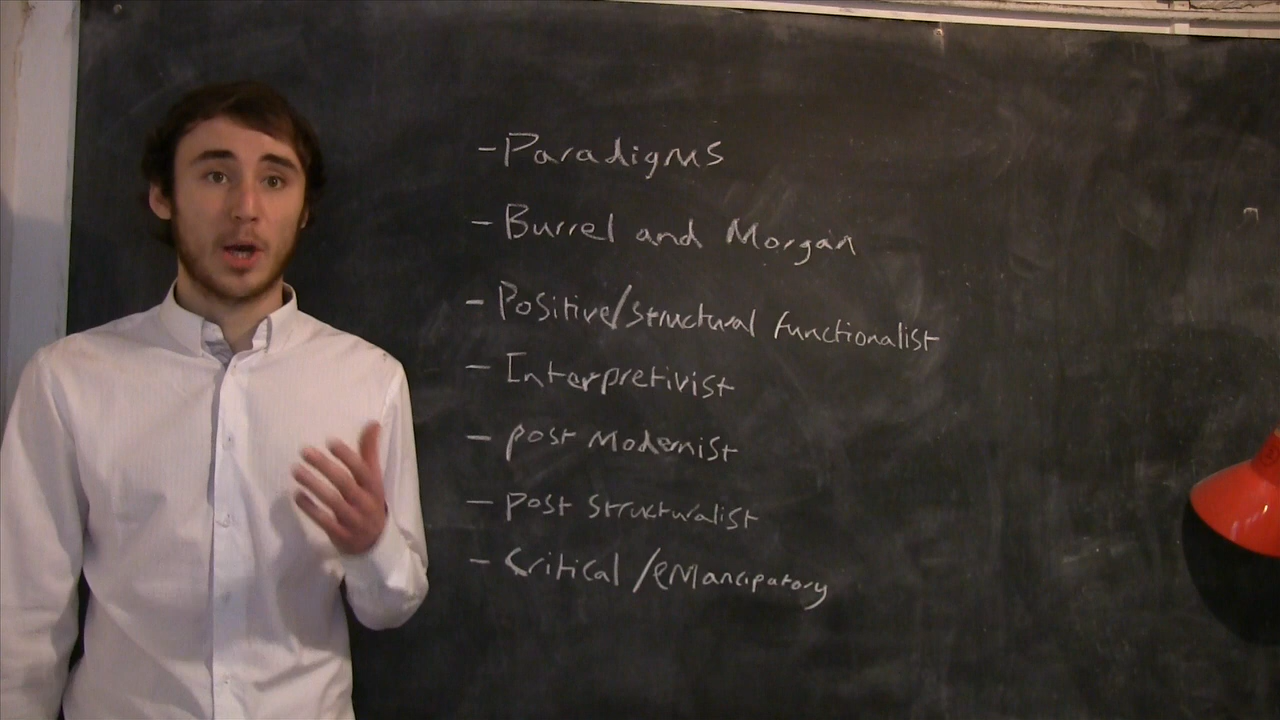 - Paradigms
- Burrel and Morgan
- Positive/structural functionalist
- Interpretivist
- post Modernist
- post structuralist
- Critical /eMancipatory